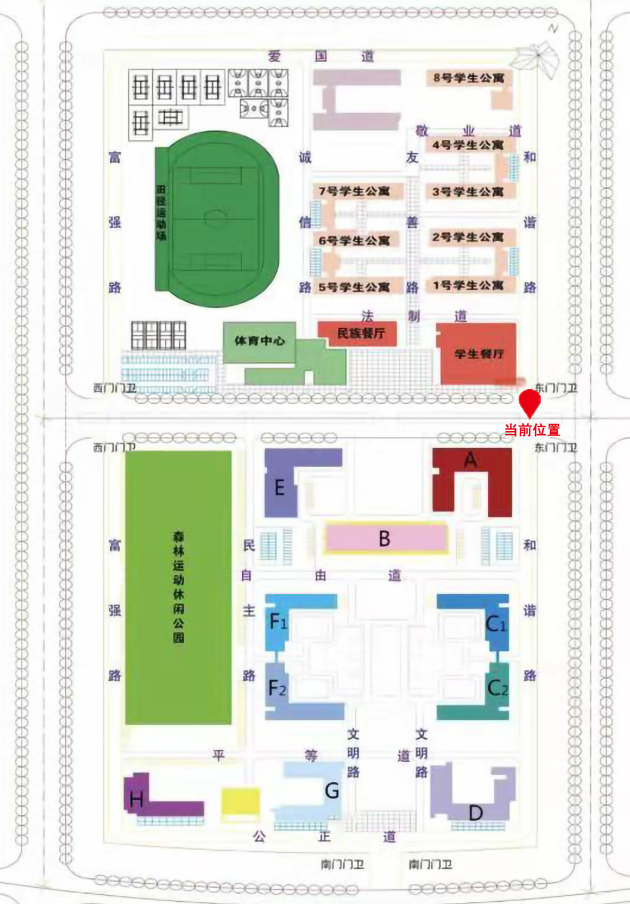 N
爱国道
8号学生公寓
敬业道
4号学生公寓
富强路
诚信路
友善路
和谐路
田径运动场
7号学生公寓
3号学生公寓
6号学生公寓
2号学生公寓
5号学生公寓
1号学生公寓
法制道
体育中心
民族餐厅
学生餐厅
西门门卫
东门门卫
当前位置
西门门卫
东门门卫
E
A
B
森林运动休闲公园
富强路
民主路
和谐路
自由道
F1
C1
F2
C2
文明路
文明路
平等道
H
G
D
公正道
南门门卫
南门门卫